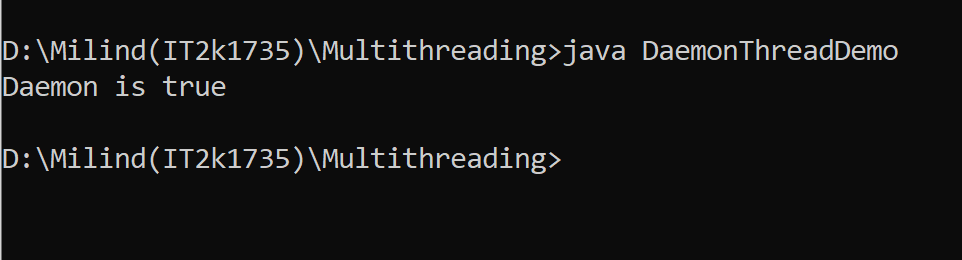 D:\Milind(IT2k1735)\Multithreading>java DaemonThreadDemo
Daemon is true
D:\Milind(IT2k1735)\Multithreading>